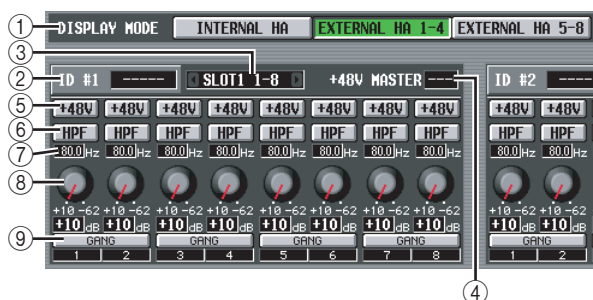 ① DISPLAY MODE INTERNAL HA EXTERNAL HA 1-4 EXTERNAL HA 5-8
③
② ID #1 ----- SLOT1 1-8 +48V MASTER --- ID #2 -----
⑤ +48V +48V +48V +48V +48V +48V +48V +48V +48V +48V
⑥ HPF HPF HPF HPF HPF HPF HPF HPF HPF HPF
⑦ 80.0 Hz 80.0 Hz 80.0 Hz 80.0 Hz 80.0 Hz 80.0 Hz 80.0 Hz 80.0 Hz 80.0 Hz 80.0 Hz
⑧
+10 -62 +10 -62 +10 -62 +10 -62 +10 -62 +10 -62 +10 -62 +10 -62 +10 -62 +10 -62
+10 dB +10 dB +10 dB +10 dB +10 dB +10 dB +10 dB +10 dB +10 dB +10 dB
⑨ GANG GANG GANG GANG GANG
1 2 3 4 5 6 7 8 1 2
④